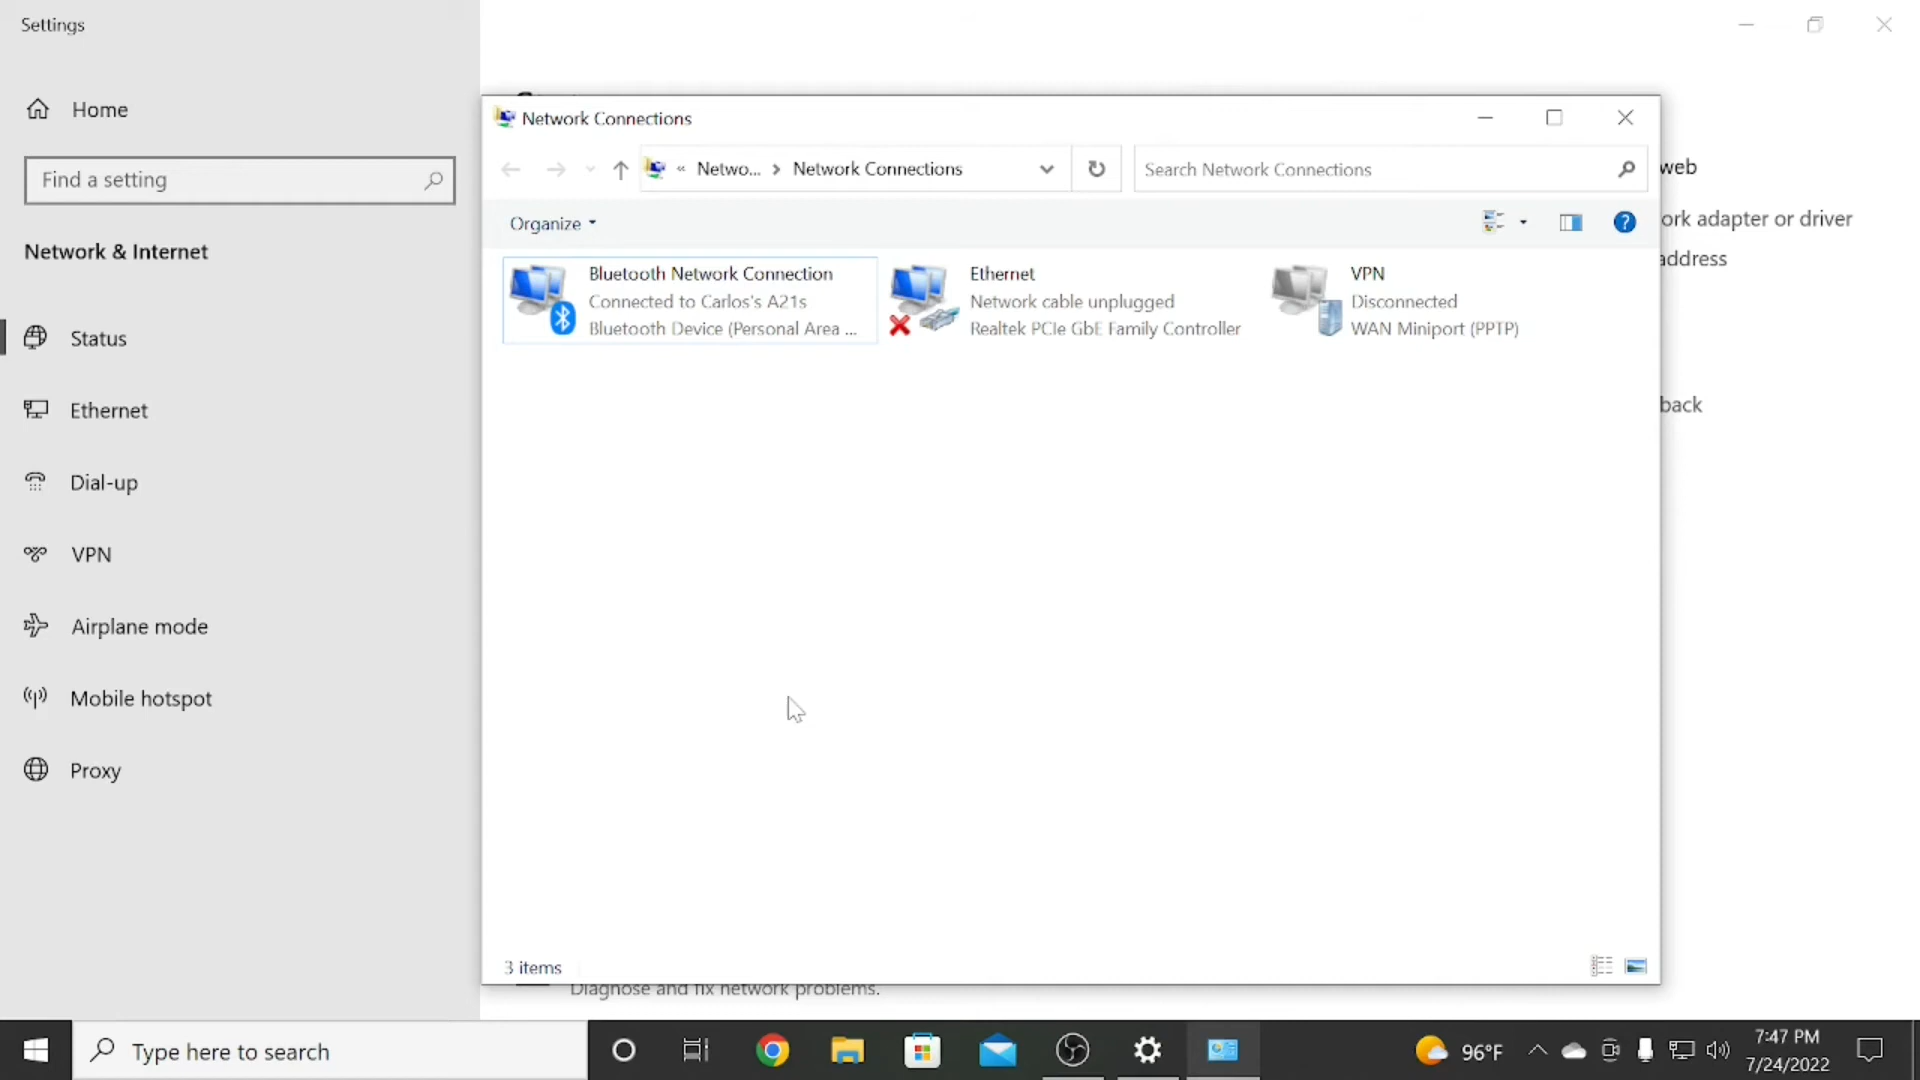 Settings
Home
Find a setting
Network & Internet
Status
Ethernet
Dial-up
VPN
Airplane mode
Mobile hotspot
Proxy
Network Connections
« Netwo... > Network Connections
Search Network Connections
Organize
?
Bluetooth Network Connection
Connected to Carlos's A21s
Bluetooth Device (Personal Area ...
Ethernet
Network cable unplugged
Realtek PCIe GbE Family Controller
VPN
Disconnected
WAN Miniport (PPTP)
3 items
web
ork adapter or driver
address
back
Diagnose and fix network problems.
Type here to search
96°F
7:47 PM
7/24/2022